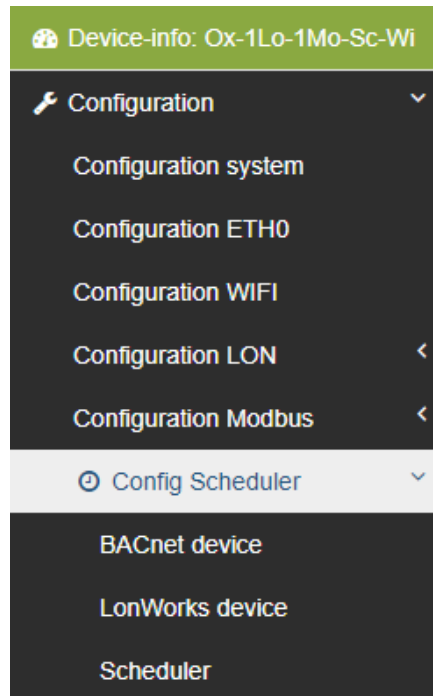 Device-info: Ox-1Lo-1Mo-Sc-Wi
Configuration
Configuration system
Configuration ETH0
Configuration WIFI
Configuration LON
Configuration Modbus
Config Scheduler
BACnet device
LonWorks device
Scheduler